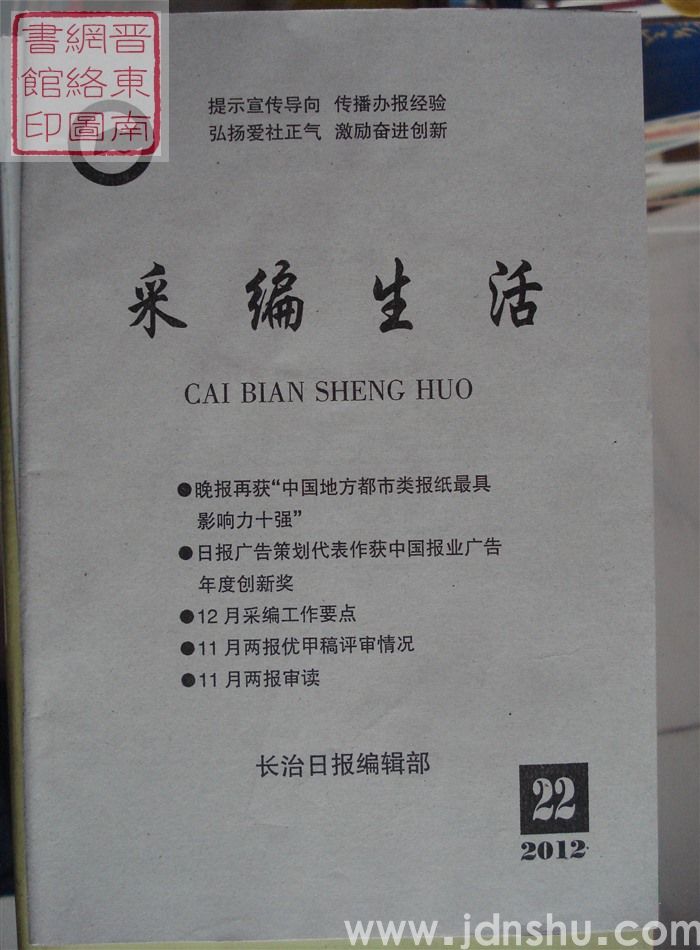 晋東南
網絡圖
書館印
提示宣传导向 传播办报经验
弘扬爱社正气 激励奋进创新
采编生活
CAI BIAN SHENG HUO
●晚报再获“中国地方都市类报纸最具
影响力十强”
●日报广告策划代表作获中国报业广告
年度创新奖
●12月采编工作要点
●11月两报优甲稿评审情况
●11月两报审读
长治日报编辑部
22
2012
www.jdnshu.com